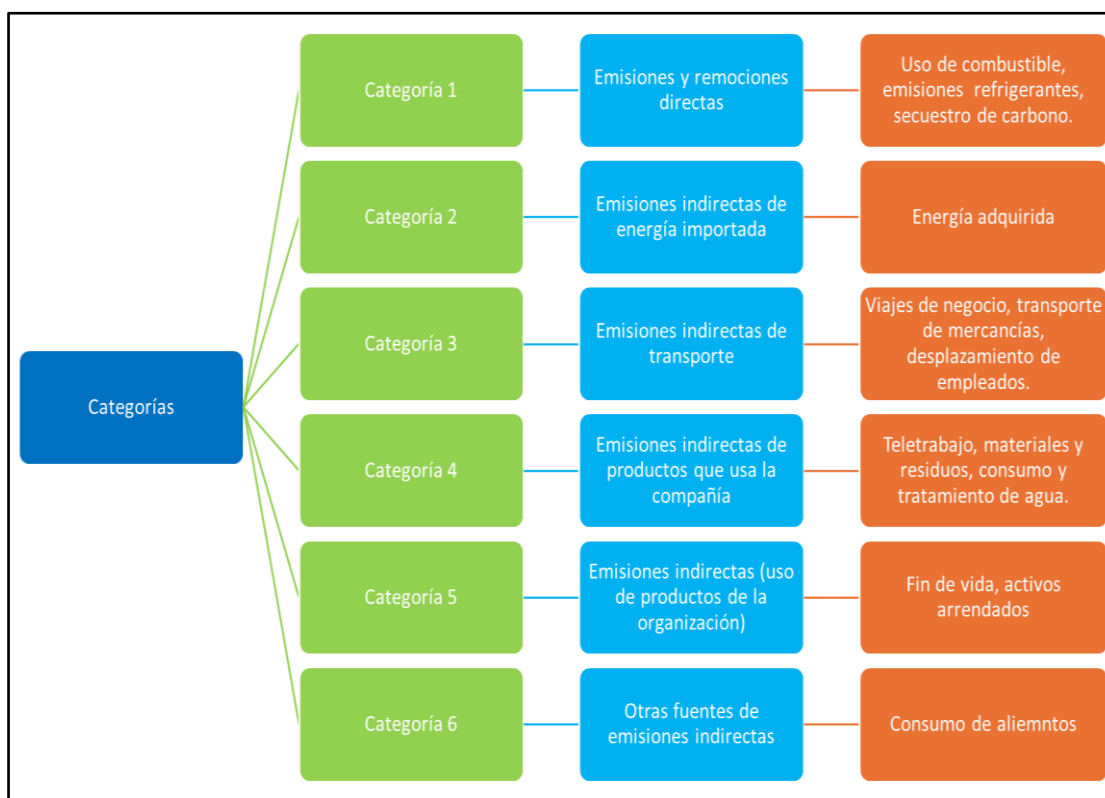 Categorías
Categoría 1
Emisiones y remociones
directas
Uso de combustible,
emisiones refrigerantes,
secuestro de carbono.
Categoría 2
Emisiones indirectas de
energía importada
Energía adquirida
Categoría 3
Emisiones indirectas de
transporte
Viajes de negocio, transporte
de mercancías,
desplazamiento de
empleados.
Categoría 4
Emisiones indirectas de
productos que usa la
compañía
Teletrabajo, materiales y
residuos, consumo y
tratamiento de agua.
Categoría 5
Emisiones indirectas (uso
de productos de la
organización)
Fin de vida, activos
arrendados
Categoría 6
Otras fuentes de
emisiones indirectas
Consumo de aliemntos